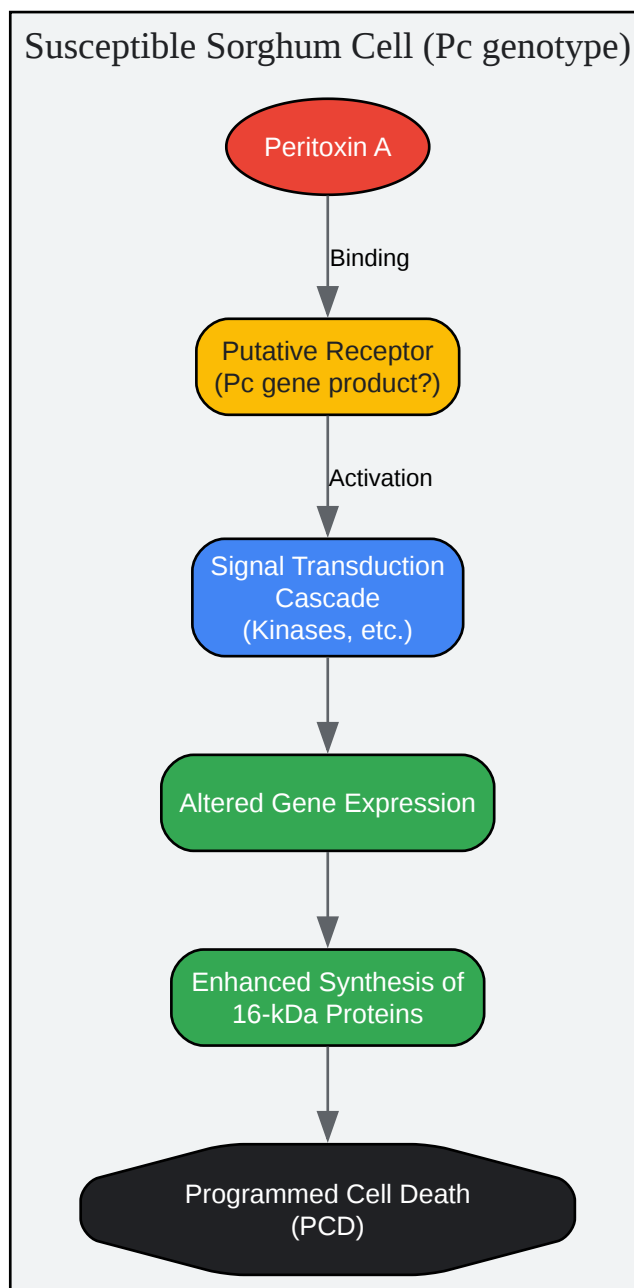 Susceptible Sorghum Cell (Pc genotype)
Peritoxin A
Binding
Putative Receptor
(Pc gene product?)
Activation
Signal Transduction
Cascade
(Kinases, etc.)
Altered Gene Expression
Enhanced Synthesis of
16-kDa Proteins
Programmed Cell Death
(PCD)